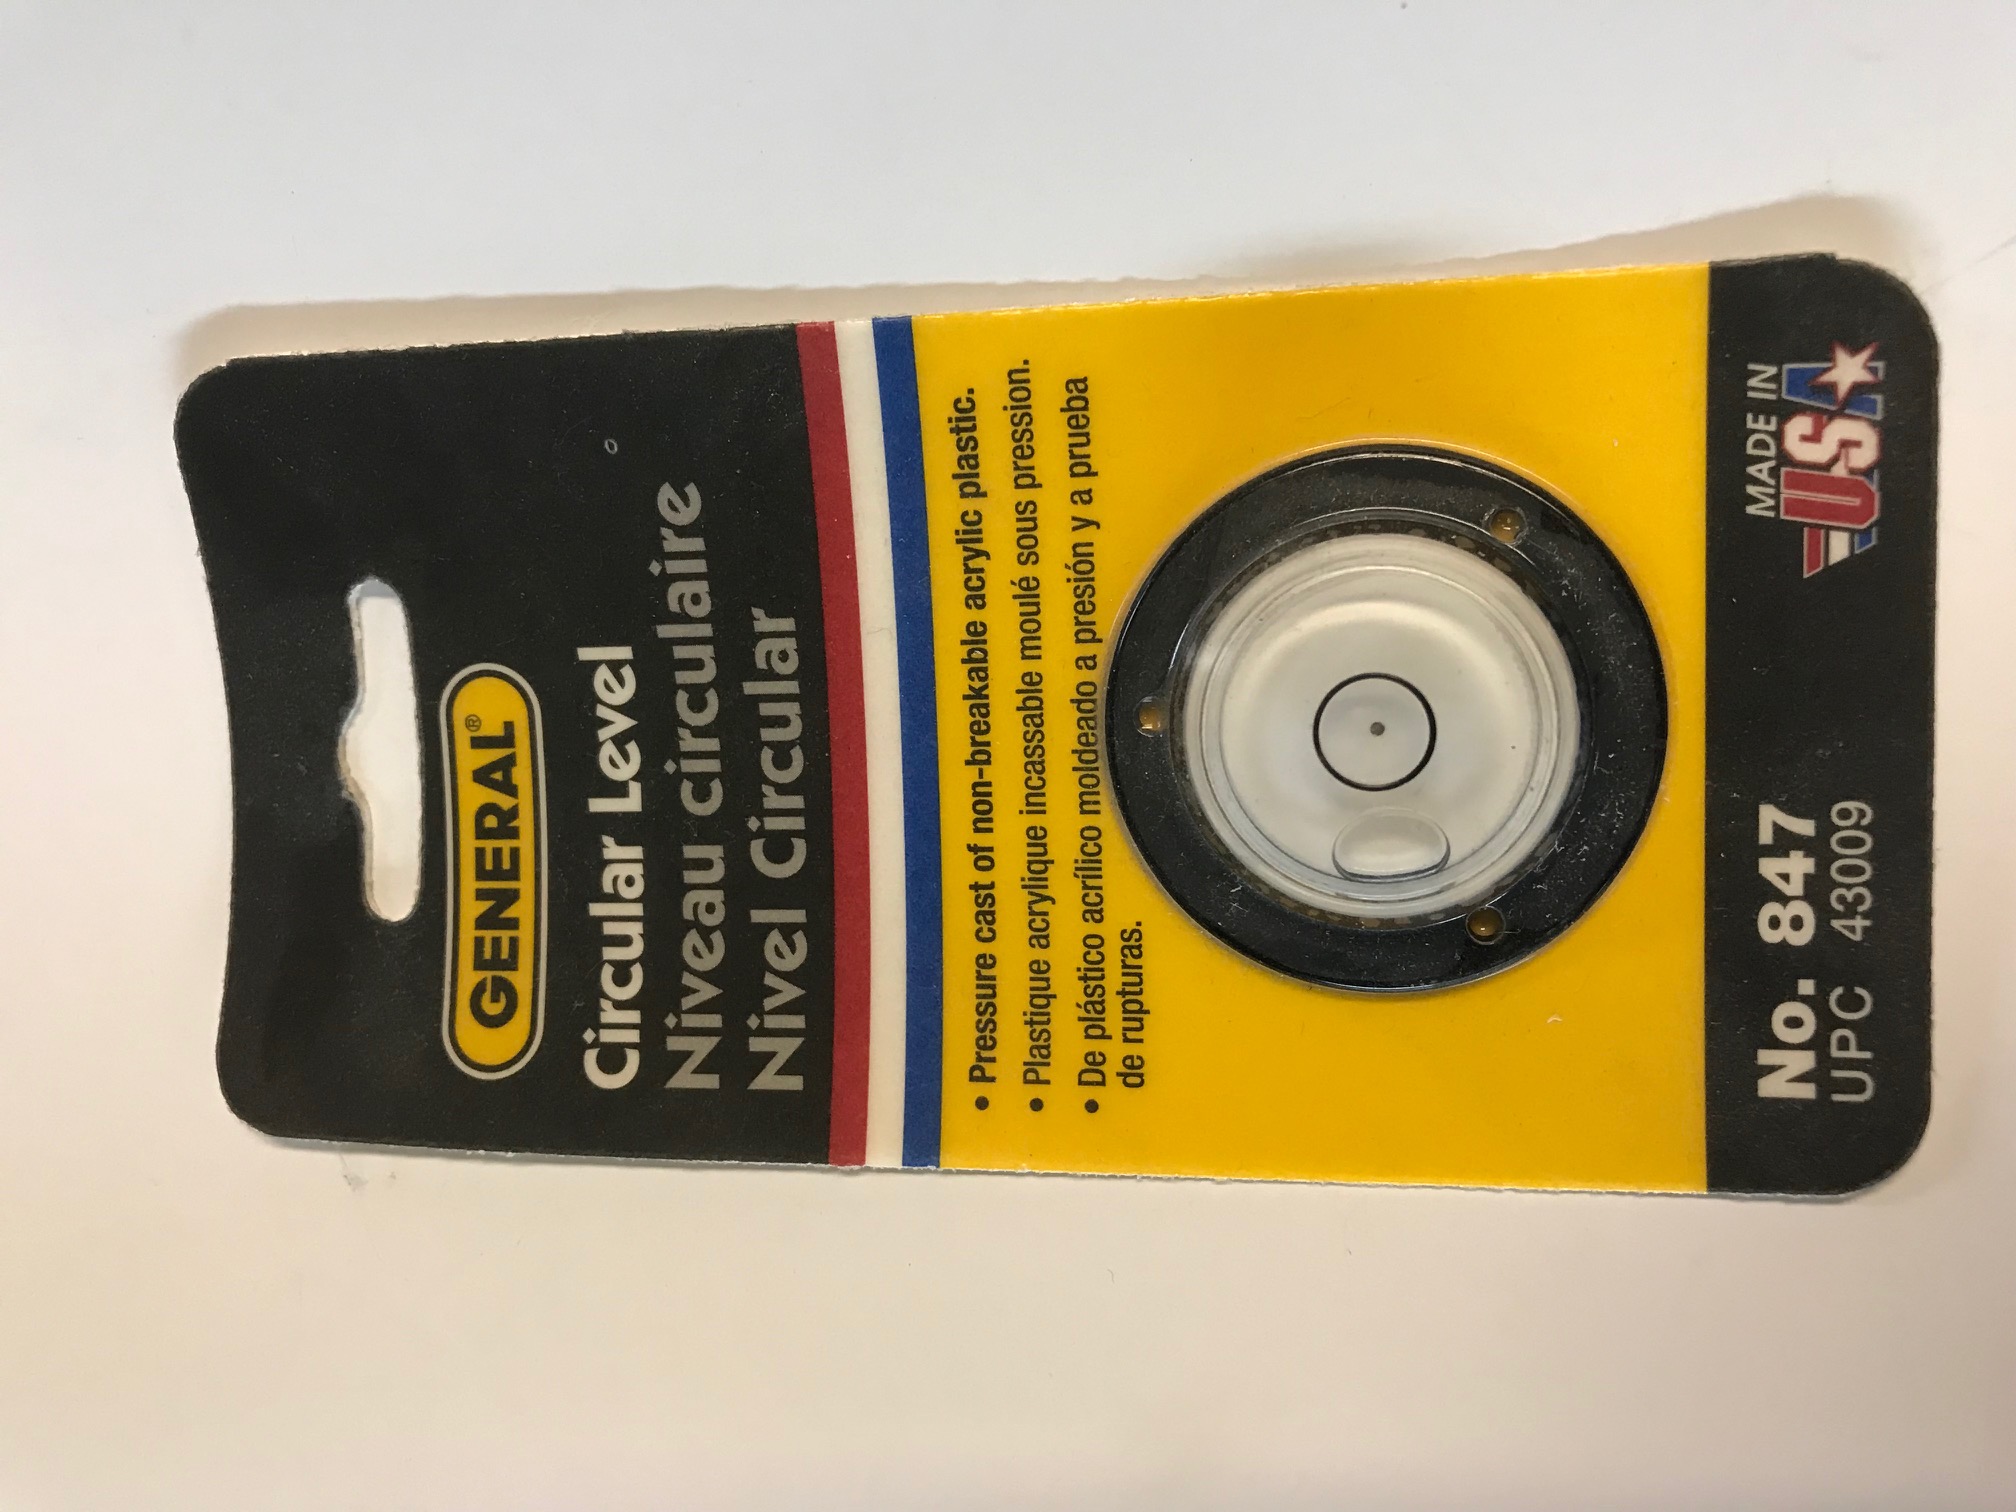 GENERAL®
Circular Level
Niveau circulaire
Nivel Circular
• Pressure cast of non-breakable acrylic plastic.
• Plastique acrylique incassable moulé sous pression.
• De plástico acrílico moldeado a presión y a prueba
de rupturas.
No. 847
UPC 43009
MADE IN
USA